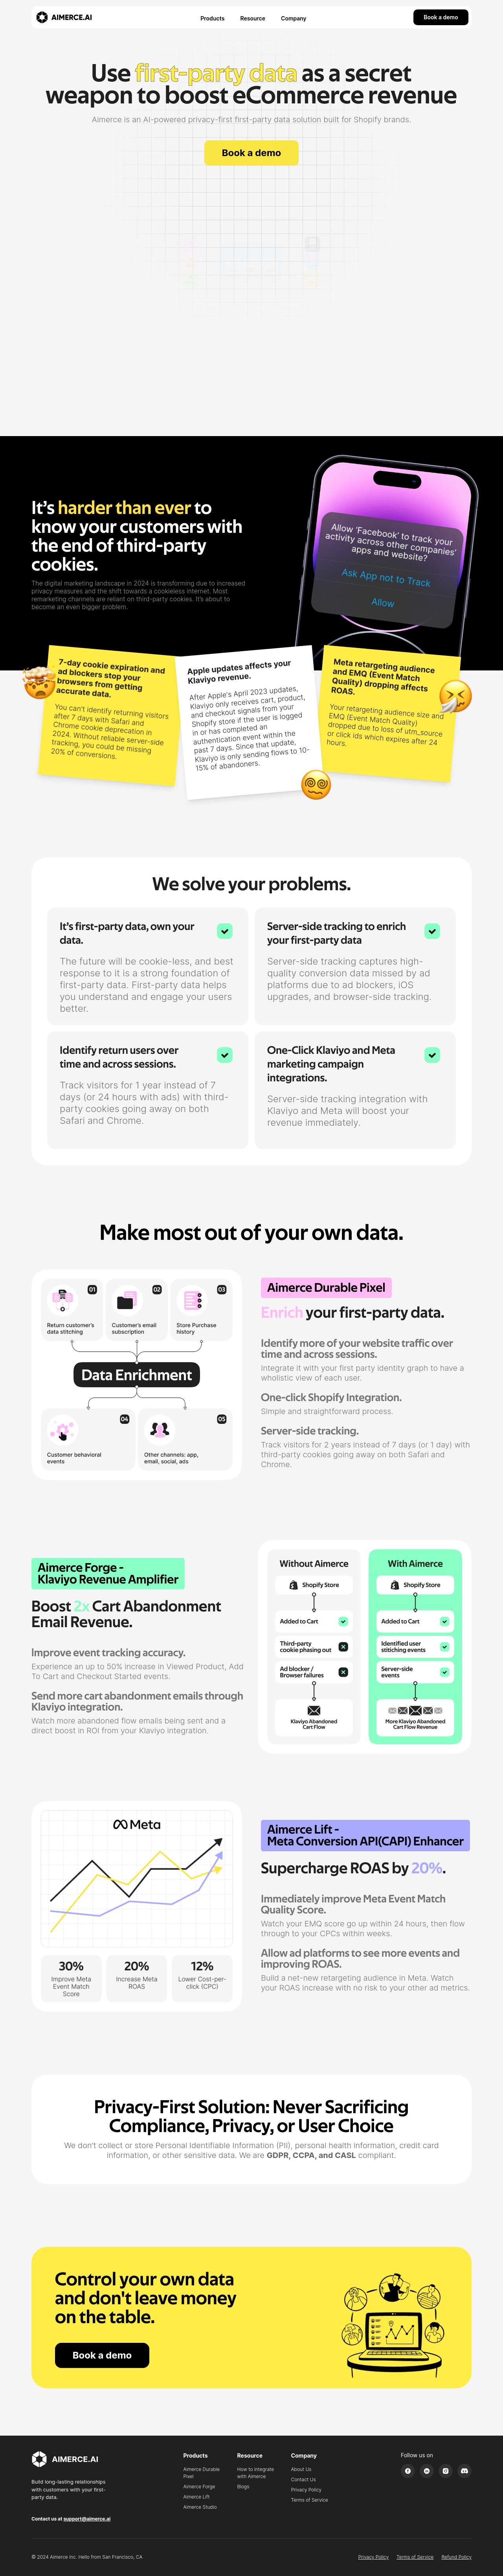 AIMERCE.AI
Products
Resource
Company
Book a demo
Use first-party data as a secret
weapon to boost eCommerce revenue
Aimerce is an AI-powered privacy-first first-party data solution built for Shopify brands.
Book a demo
It's harder than ever to
know your customers with
the end of third-party
cookies.
The digital marketing landscape in 2024 is transforming due to increased
privacy measures and the shift towards a cookieless internet. Most
marketing channels are reliant on third-party cookies. It's about to
become an even bigger problem.
Allow 'Facebook' to track your
activity across other companies'
apps and website?
Ask App not to Track
Allow
7-day cookie expiration and
ad blockers stop your
browsers from getting
accurate data.
You can't identify returning visitors
after 7 days with Safari and
Chrome cookie deprecation in
2024. Without reliable server-side
tracking, you could be missing
20% of conversions.
Apple updates affects your
Klaviyo revenue.
After Apple's April 2023 updates,
Klaviyo only receives cart, product,
and checkout signals from your
Shopify store if the user is logged
in or has completed an
authenticated event within the
past 7 days. Since that update,
Klaviyo is only sending flows to 10-
15% of abandoners.
Meta retargeting audience
and EMQ (Event Match
Quality) dropping affects
ROAS.
Your retargeting audience size and
EMQ (Event Match Quality)
dropped due to loss of utm_source
or click ids which expires after 24
hours.
We solve your problems.
It's first-party data, own your
data.
The future will be cookie-less, and best
response to it is a strong foundation of
first-party data. First-party data helps
you understand and engage your users
better.
Server-side tracking to enrich
your first-party data
Server-side tracking captures high-
quality conversion data missed by ad
platforms due to ad blockers, iOS
upgrades, and browser-side tracking.
Identify return users over
time and across sessions.
Track visitors for 1 year instead of 7
days (or 24 hours with ads) with third-
party cookies going away on both
Safari and Chrome.
One-Click Klaviyo and Meta
marketing campaign
integrations.
Server-side tracking integration with
Klaviyo and Meta will boost your
revenue immediately.
Make most out of your own data.
01
Return customer's
data stitching
02
Customer's email
subscription
03
Store Purchase
history
Data Enrichment
04
Customer behavioral
events
05
Other channels: app,
email, social, ads
Aimerce Durable Pixel
Enrich your first-party data.
Identify more of your website traffic over
time and across sessions.
Integrate it with your first party identity graph to have a
wholistic view of each user.
One-click Shopify Integration.
Simple and straightforward process.
Server-side tracking.
Track visitors for 2 years instead of 7 days (or 1 day) with
third-party cookies going away on both Safari and
Chrome.
Aimerce Forge -
Klaviyo Revenue Amplifier
Boost 2x Cart Abandonment
Email Revenue.
Improve event tracking accuracy.
Experience an up to 50% increase in Viewed Product, Add
To Cart and Checkout Started events.
Send more cart abandonment emails through
Klaviyo integration.
Watch more abandoned flow emails being sent and a
direct boost in ROI from your Klaviyo integration.
Without Aimerce
Shopify Store
Added to Cart
Third-party
cookie phasing out
Ad blocker /
Browser failures
Klaviyo Abandoned
Cart Flow
With Aimerce
Shopify Store
Added to Cart
Identified user
stitiching events
Server-side
events
More Klaviyo Abandoned
Cart Flow Revenue
Meta
30%
Improve Meta
Event Match
Score
20%
Increase Meta
ROAS
12%
Lower Cost-per-
click (CPC)
Aimerce Lift -
Meta Conversion API(CAPI) Enhancer
Supercharge ROAS by 20%.
Immediately improve Meta Event Match
Quality Score.
Watch your EMQ score go up within 24 hours, then flow
through to your CPCs within weeks.
Allow ad platforms to see more events and
improving ROAS.
Build a net-new retargeting audience in Meta. Watch
your ROAS increase with no risk to your other ad metrics.
Privacy-First Solution: Never Sacrificing
Compliance, Privacy, or User Choice
We don't collect or store Personal Identifiable Information (PII), personal health information, credit card
information, or other sensitive data. We are GDPR, CCPA, and CASL compliant.
Control your own data
and don't leave money
on the table.
Book a demo
AIMERCE.AI
Build long-lasting relationships
with customers with your first-
party data.
Contact us at support@aimerce.ai
Products
Aimerce Durable
Pixel
Aimerce Forge
Aimerce Lift
Aimerce Studio
Resource
How to integrate
with Aimerce
Blogs
Company
About Us
Contact Us
Privacy Policy
Terms of Service
Follow us on
© 2024 Aimerce Inc. Hello from San Francisco, CA
Privacy Policy
Terms of Service
Refund Policy